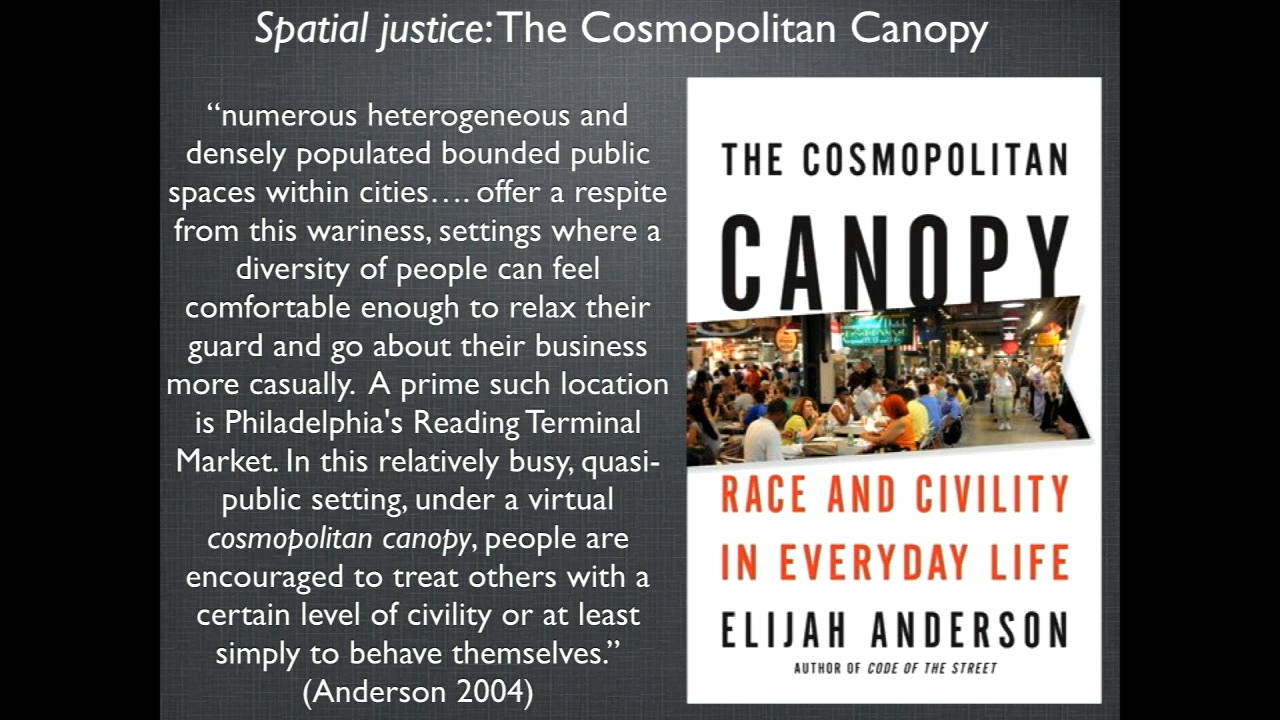 Spatial justice: The Cosmopolitan Canopy
“numerous heterogeneous and
densely populated bounded public
spaces within cities…. offer a respite
from this wariness, settings where a
diversity of people can feel
comfortable enough to relax their
guard and go about their business
more casually. A prime such location
is Philadelphia's Reading Terminal
Market. In this relatively busy, quasi-
public setting, under a virtual
cosmopolitan canopy, people are
encouraged to treat others with a
certain level of civility or at least
simply to behave themselves.”
(Anderson 2004)
THE COSMOPOLITAN
CANOPY
RACE AND CIVILITY
IN EVERYDAY LIFE
ELIJAH ANDERSON
AUTHOR OF CODE OF THE STREET